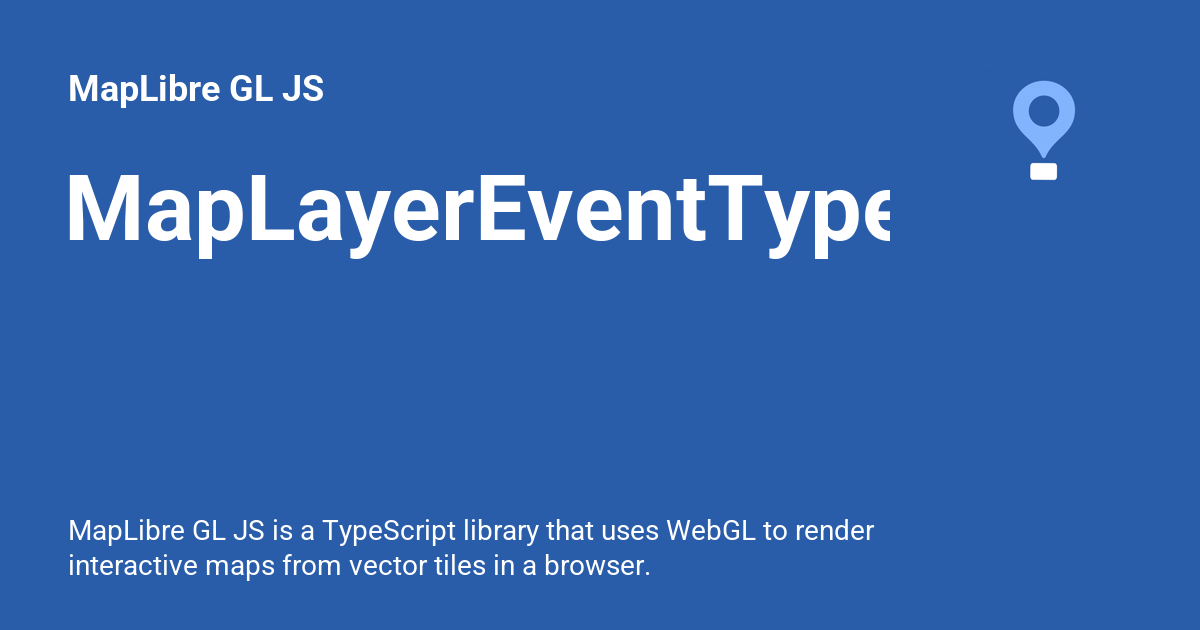 MapLibre GL JS
MapLayerEventType
MapLibre GL JS is a TypeScript library that uses WebGL to render
interactive maps from vector tiles in a browser.